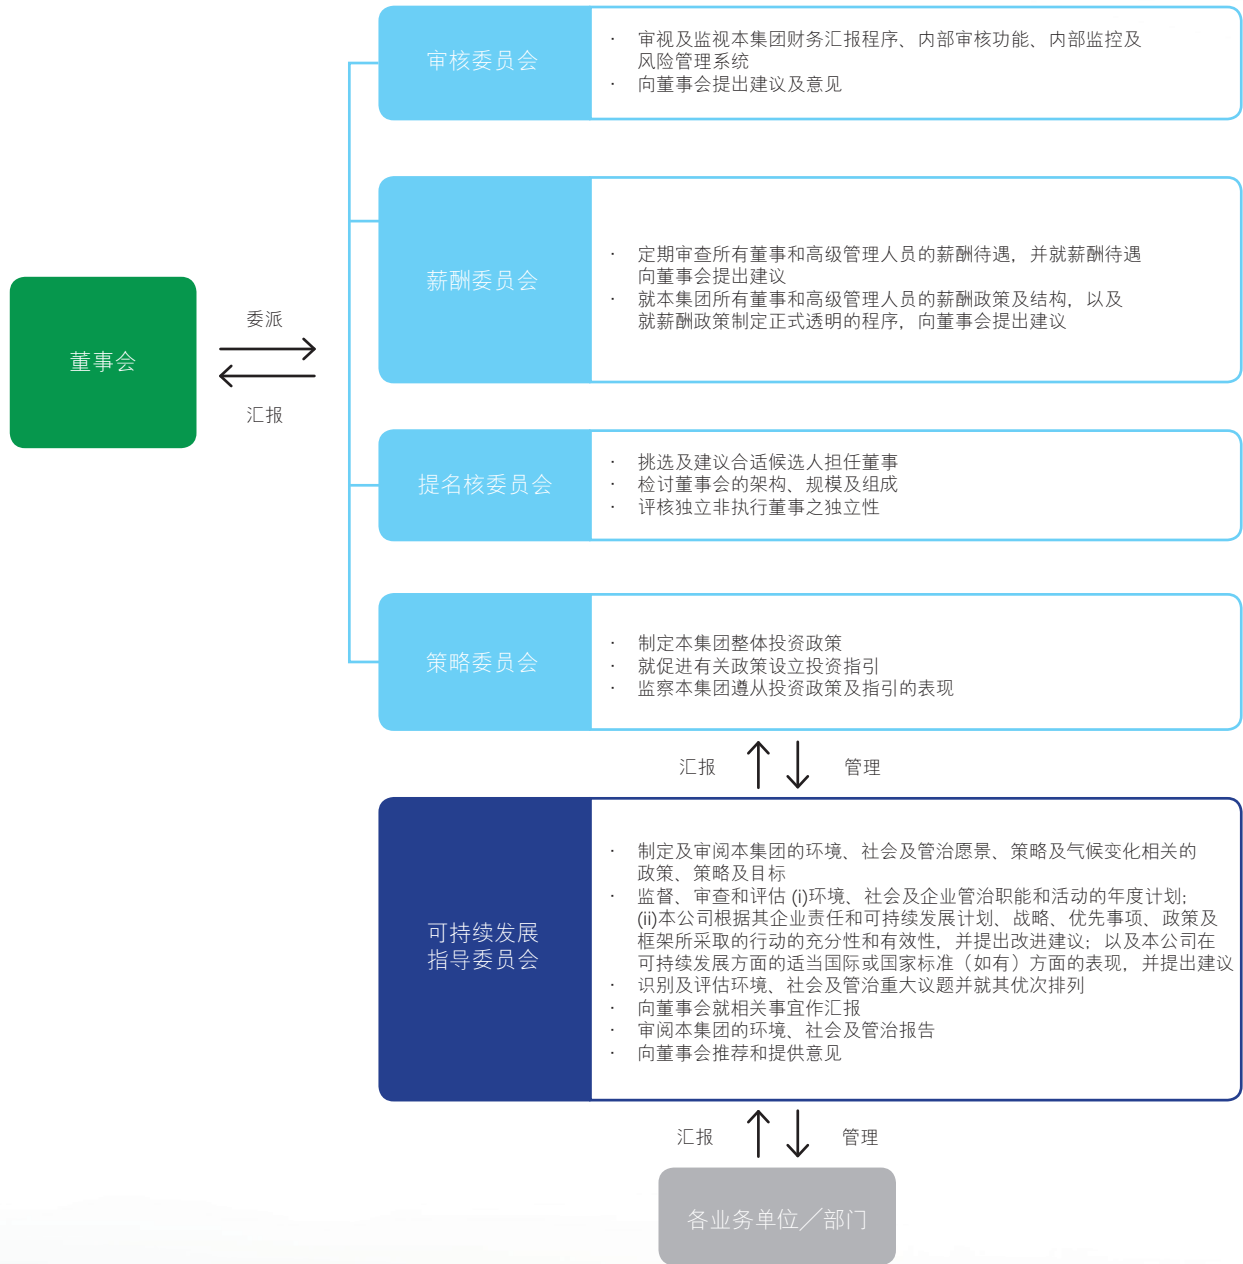 审核委员会
· 审视及监视本集团财务汇报程序、内部审核功能、内部监控及
风险管理系统
· 向董事会提出建议及意见
薪酬委员会
· 定期审查所有董事和高级管理人员的薪酬待遇，并就薪酬待遇
向董事会提出建议
· 就本集团所有董事和高级管理人员的薪酬政策及结构，以及
就薪酬政策制定正式透明的程序，向董事会提出建议
董事会
委派
汇报
提名核委员会
· 挑选及建议合适候选人担任董事
· 检讨董事会的架构、规模及组成
· 评核独立非执行董事之独立性
策略委员会
· 制定本集团整体投资政策
· 就促进有关政策设立投资指引
· 监察本集团遵从投资政策及指引的表现
汇报
管理
可持续发展
指导委员会
· 制定及审阅本集团的环境、社会及管治愿景、策略及气候变化相关的
政策、策略及目标
· 监督、审查和评估 (i)环境、社会及企业管治职能和活动的年度计划;
(ii)本公司根据其企业责任和可持续发展计划、战略、优先事项、政策及
框架所采取的行动的充分性和有效性，并提出改进建议；以及本公司在
可持续发展方面的适当国际或国家标准（如有）方面的表现，并提出建议
· 识别及评估环境、社会及管治重大议题并就其优次排列
· 向董事会就相关事宜作汇报
· 审阅本集团的环境、社会及管治报告
· 向董事会推荐和提供意见
汇报
管理
各业务单位／部门